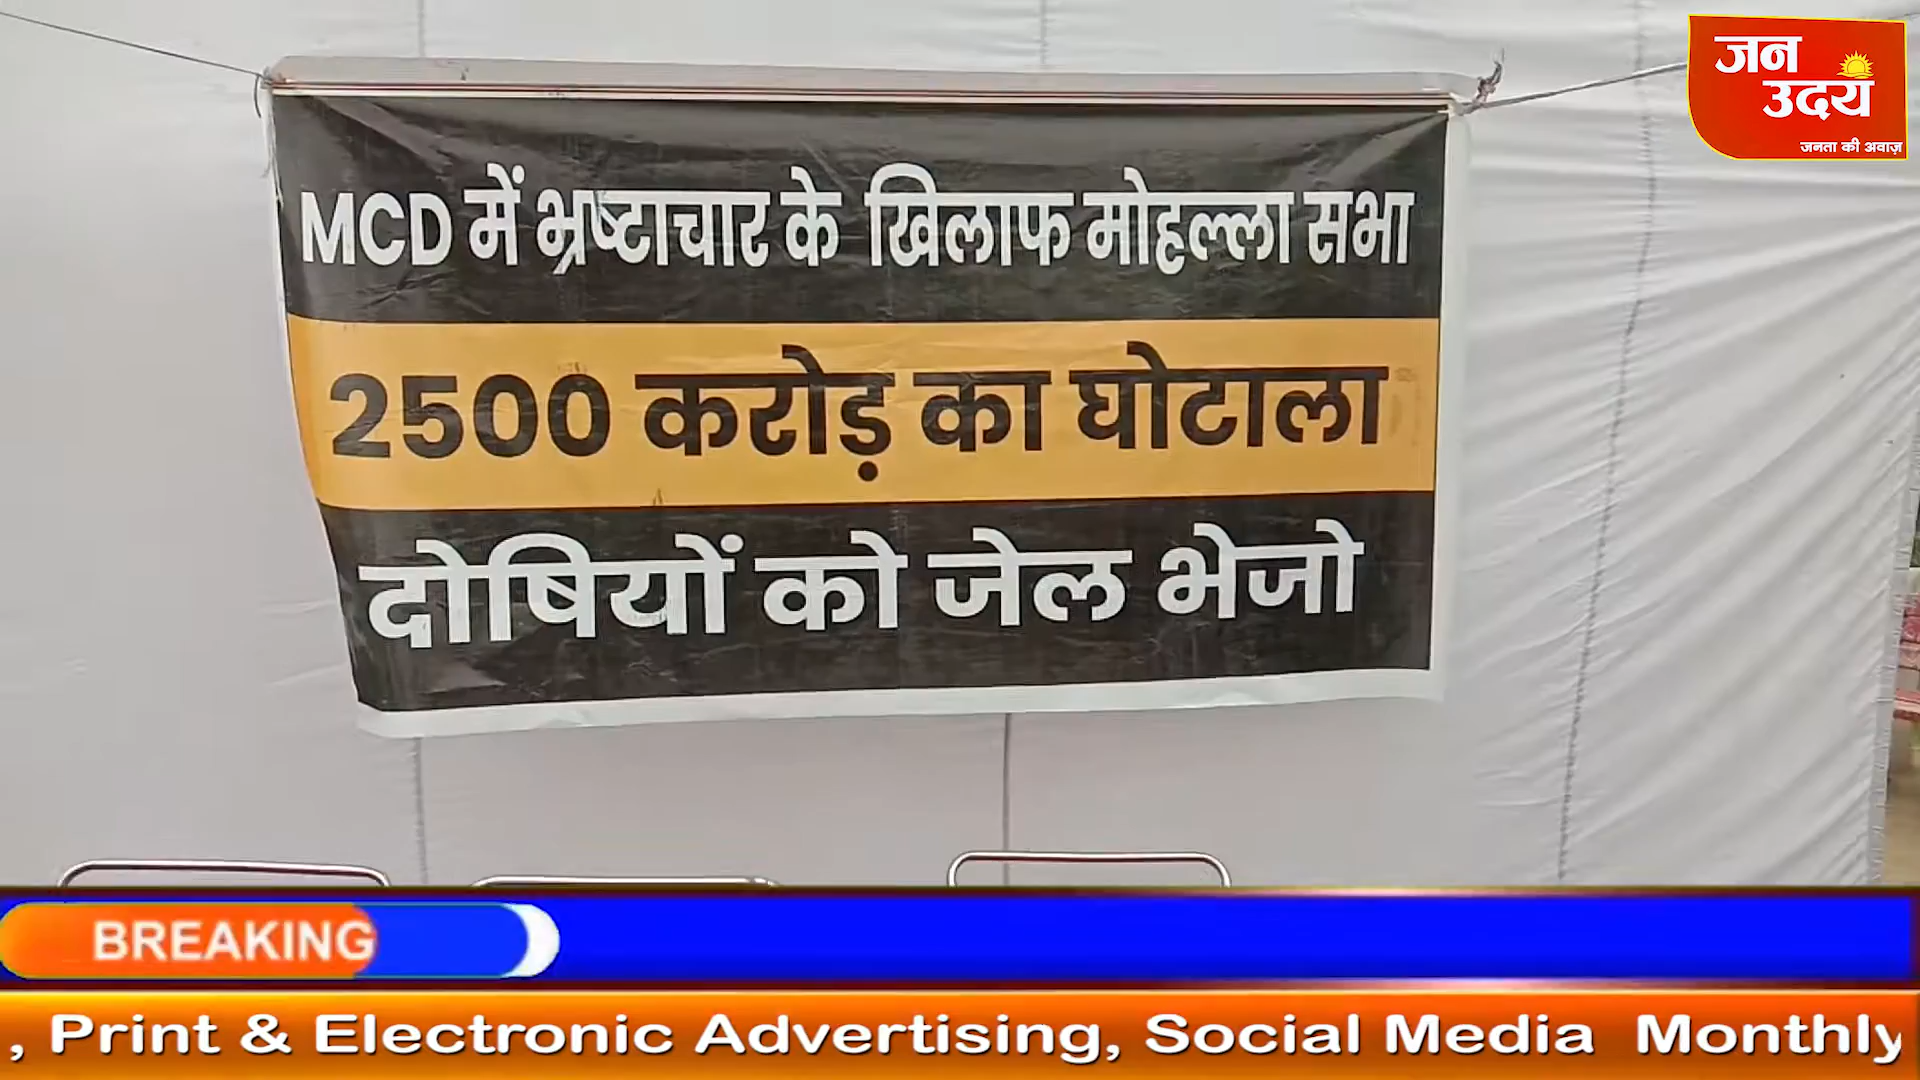 जन
उदय
जनता की अवाज़
MCD में भ्रष्टाचार के खिलाफ मोहल्ला सभा
2500 करोड़ का घोटाला
दोषियों को जेल भेजो
BREAKING
, Print & Electronic Advertising, Social Media Monthly